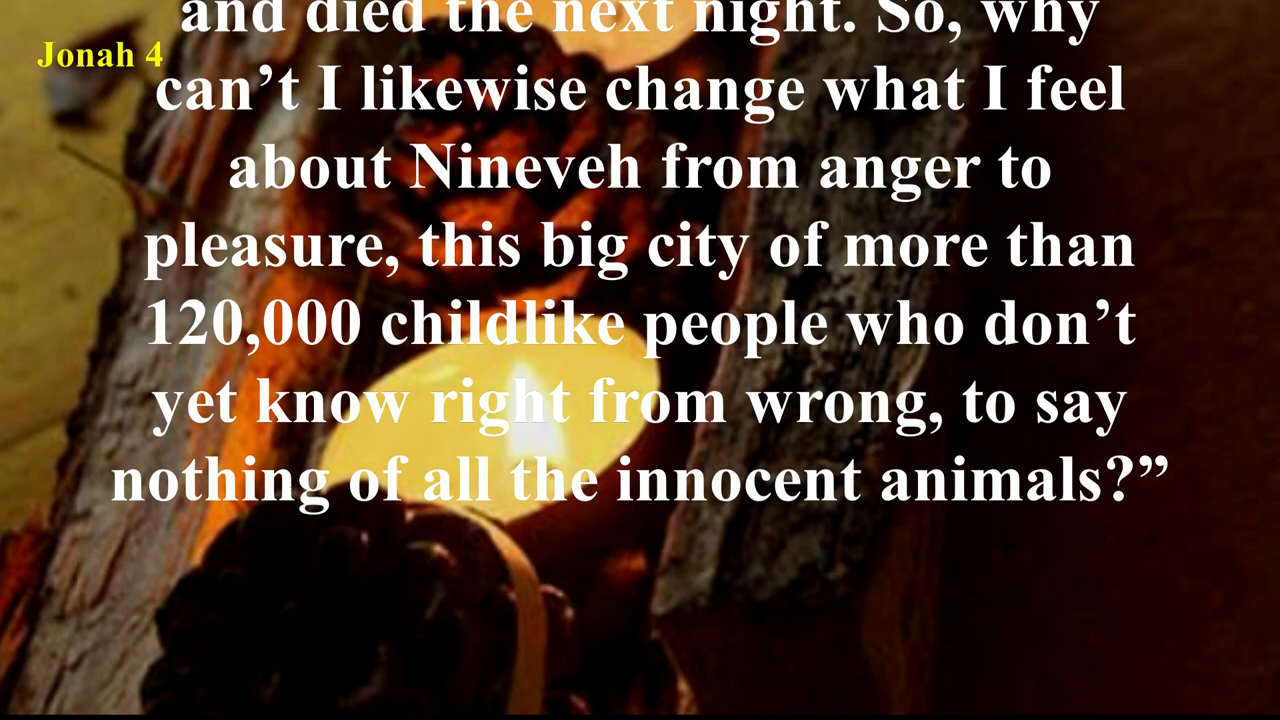 and died the next night. So, why
Jonah 4
can’t I likewise change what I feel
about Nineveh from anger to
pleasure, this big city of more than
120,000 childlike people who don’t
yet know right from wrong, to say
nothing of all the innocent animals?”